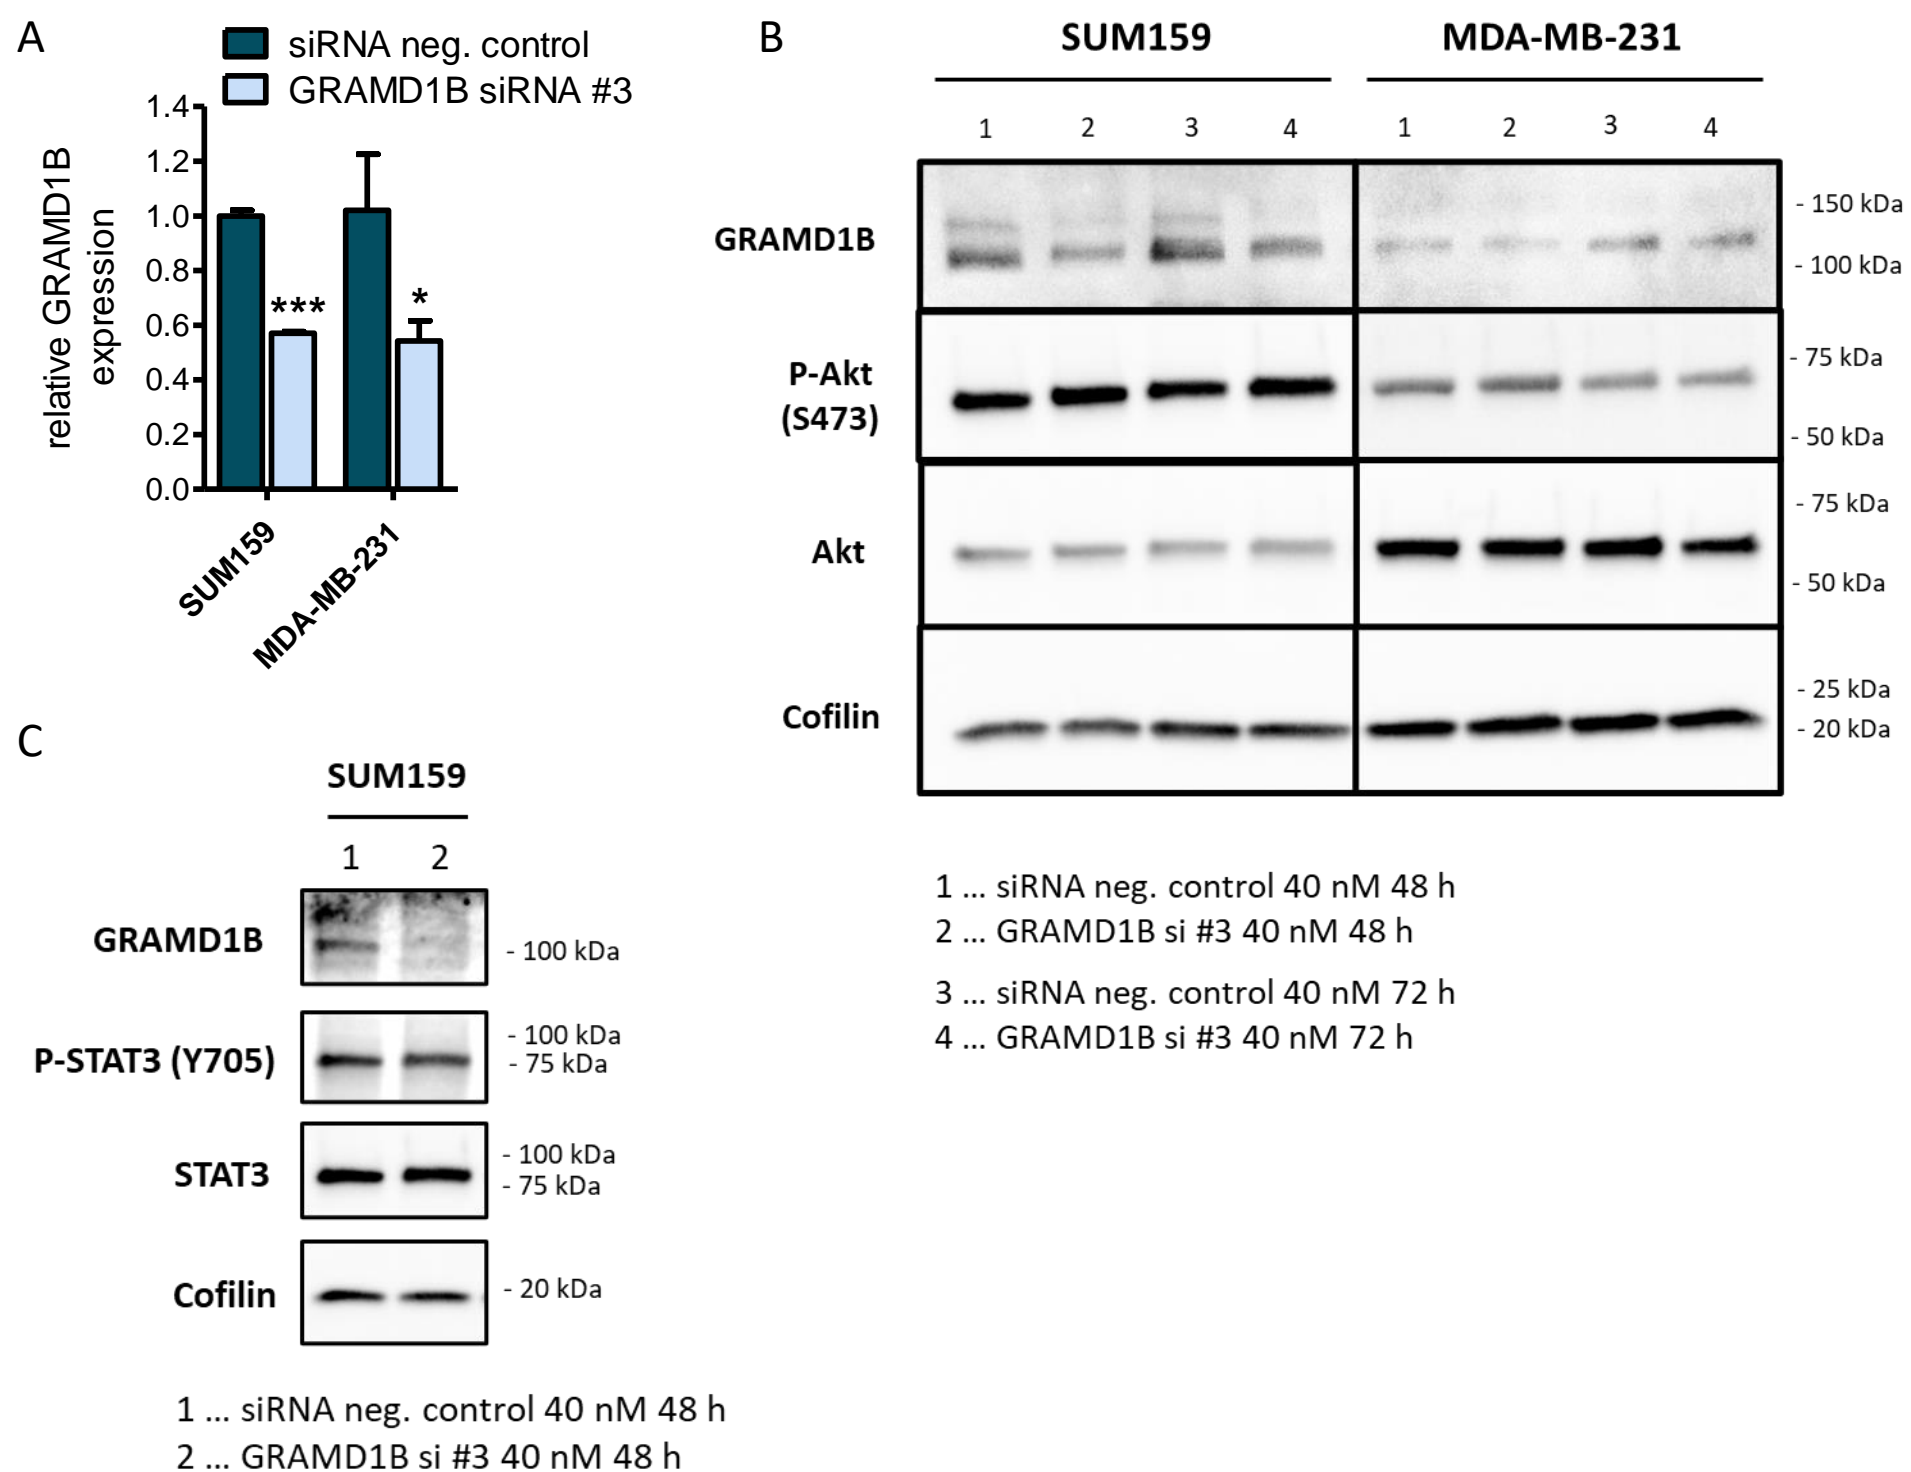 A
siRNA neg. control
GRAMD1B siRNA #3
relative GRAMD1B
expression
1.4
1.2
1.0
0.8
0.6
0.4
0.2
0.0
***
*
SUM159
MDA-MB-231
B
SUM159 MDA-MB-231
1 2 3 4 1 2 3 4
GRAMD1B
- 150 kDa
- 100 kDa
P-Akt
(S473)
- 75 kDa
- 50 kDa
Akt
- 75 kDa
- 50 kDa
Cofilin
- 25 kDa
- 20 kDa
1 ... siRNA neg. control 40 nM 48 h
2 ... GRAMD1B si #3 40 nM 48 h
3 ... siRNA neg. control 40 nM 72 h
4 ... GRAMD1B si #3 40 nM 72 h
C
SUM159
1 2
GRAMD1B
- 100 kDa
P-STAT3 (Y705)
- 100 kDa
- 75 kDa
STAT3
- 100 kDa
- 75 kDa
Cofilin
- 20 kDa
1 ... siRNA neg. control 40 nM 48 h
2 ... GRAMD1B si #3 40 nM 48 h